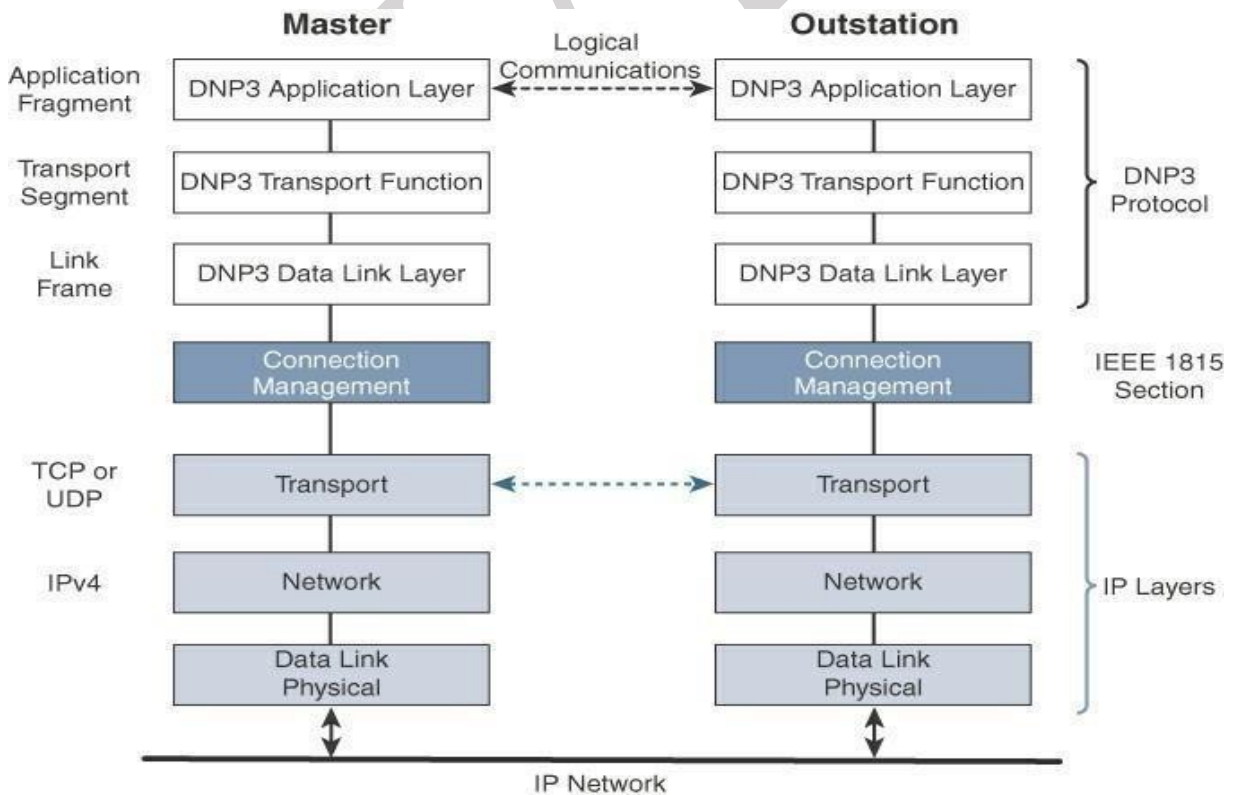 Master
Outstation
Logical
Communications
Application
Fragment
DNP3 Application Layer
DNP3 Application Layer
Transport
Segment
DNP3 Transport Function
DNP3 Transport Function
DNP3
Protocol
Link
Frame
DNP3 Data Link Layer
DNP3 Data Link Layer
Connection
Management
Connection
Management
IEEE 1815
Section
TCP or
UDP
Transport
Transport
IPv4
Network
Network
IP Layers
Data Link
Physical
Data Link
Physical
IP Network